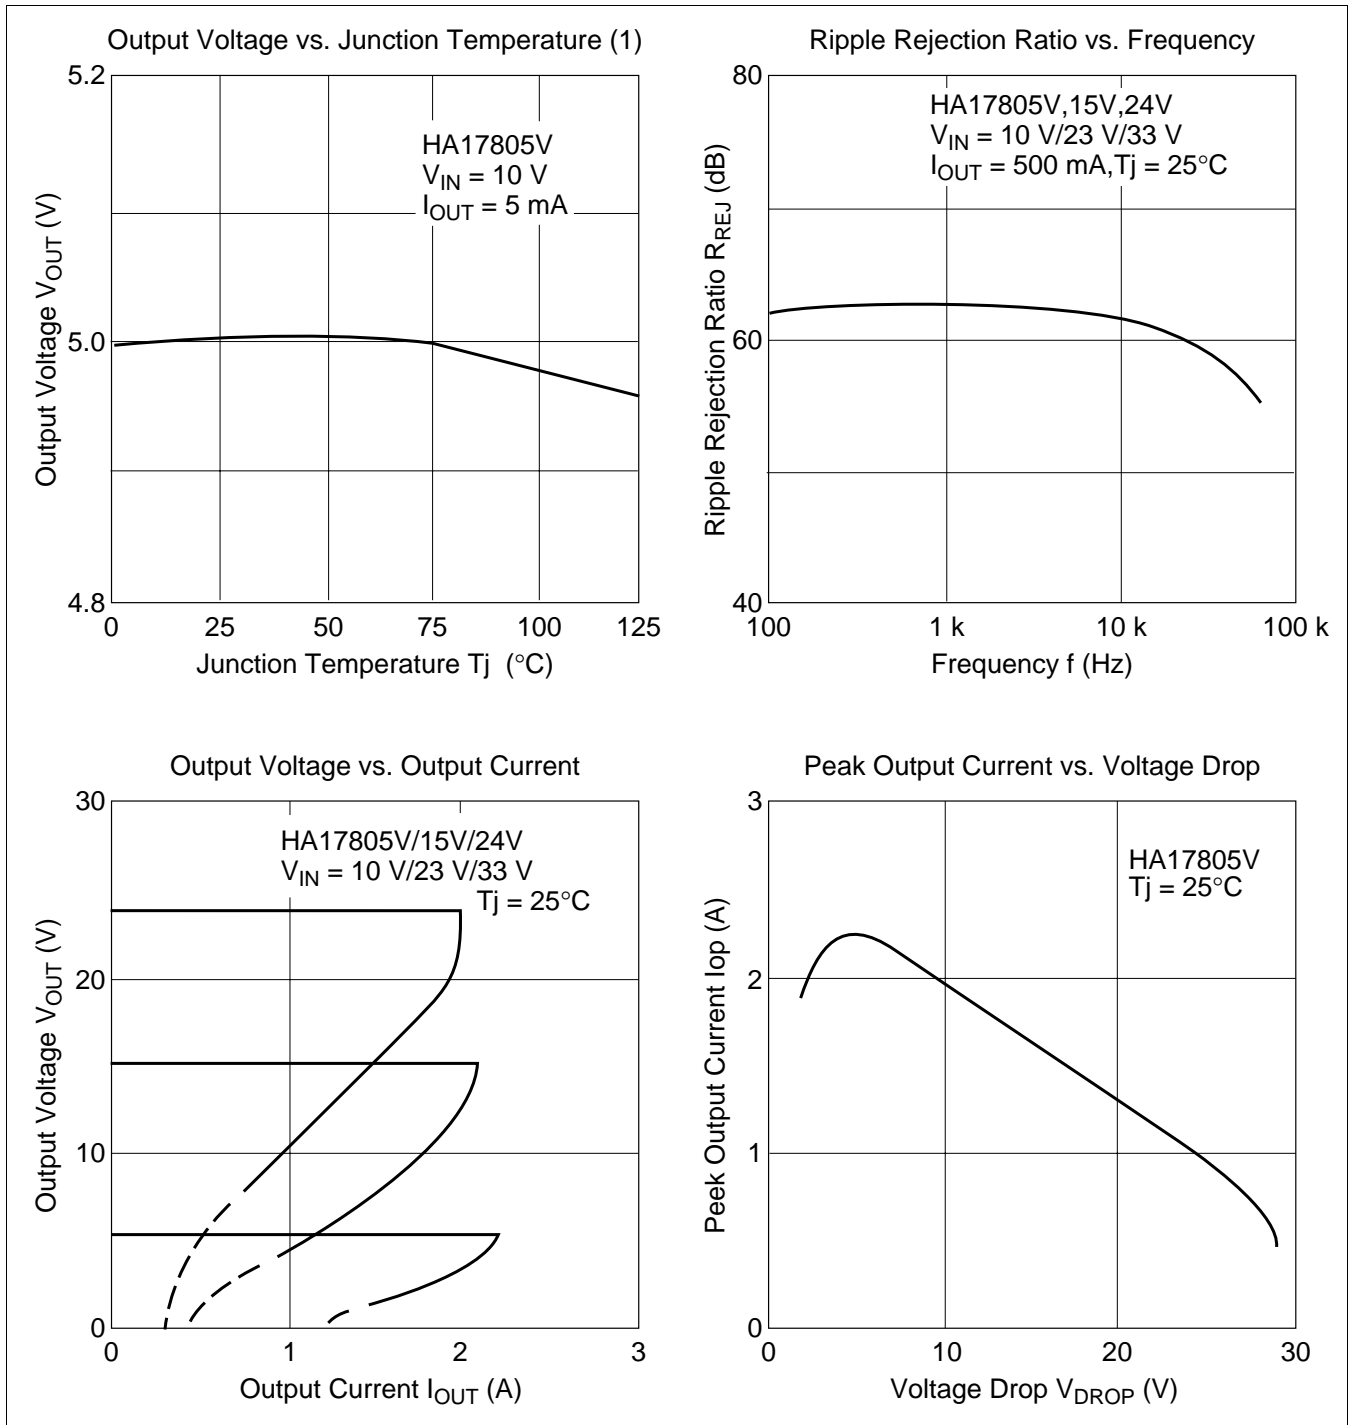 Output Voltage vs. Junction Temperature (1)
5.2
5.0
4.8
Output Voltage VOUT (V)
HA17805V
VIN = 10 V
IOUT = 5 mA
0 25 50 75 100 125
Junction Temperature Tj (°C)
Ripple Rejection Ratio vs. Frequency
80
60
40
Ripple Rejection Ratio RREJ (dB)
HA17805V,15V,24V
VIN = 10 V/23 V/33 V
IOUT = 500 mA,Tj = 25°C
100 1 k 10 k 100 k
Frequency f (Hz)
Output Voltage vs. Output Current
30
20
10
0
Output Voltage VOUT (V)
HA17805V/15V/24V
VIN = 10 V/23 V/33 V
Tj = 25°C
0 1 2 3
Output Current IOUT (A)
Peak Output Current vs. Voltage Drop
3
2
1
0
Peek Output Current Iop (A)
HA17805V
Tj = 25°C
0 10 20 30
Voltage Drop VDROP (V)